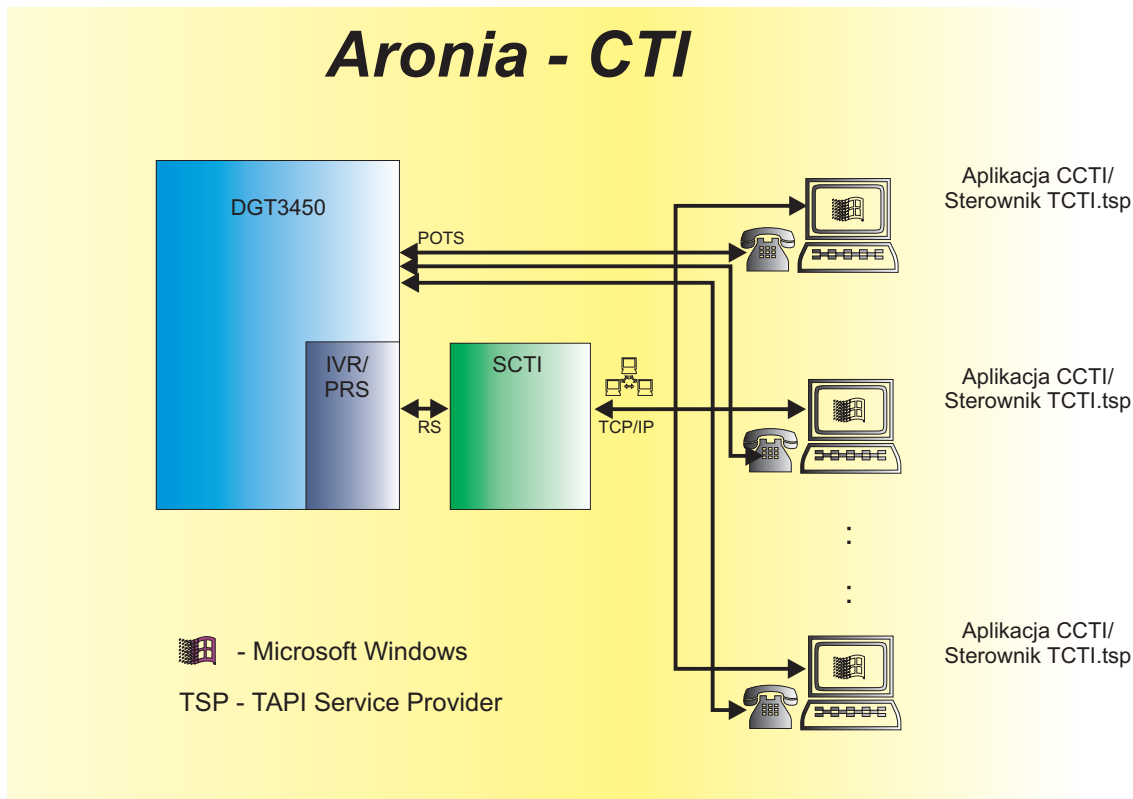 Aronia - CTI
DGT3450
POTS
IVR/
PRS
RS
SCTI
TCP/IP
Aplikacja CCTI/
Sterownik TCTI.tsp
Aplikacja CCTI/
Sterownik TCTI.tsp
:
:
Aplikacja CCTI/
Sterownik TCTI.tsp
- Microsoft Windows
TSP - TAPI Service Provider